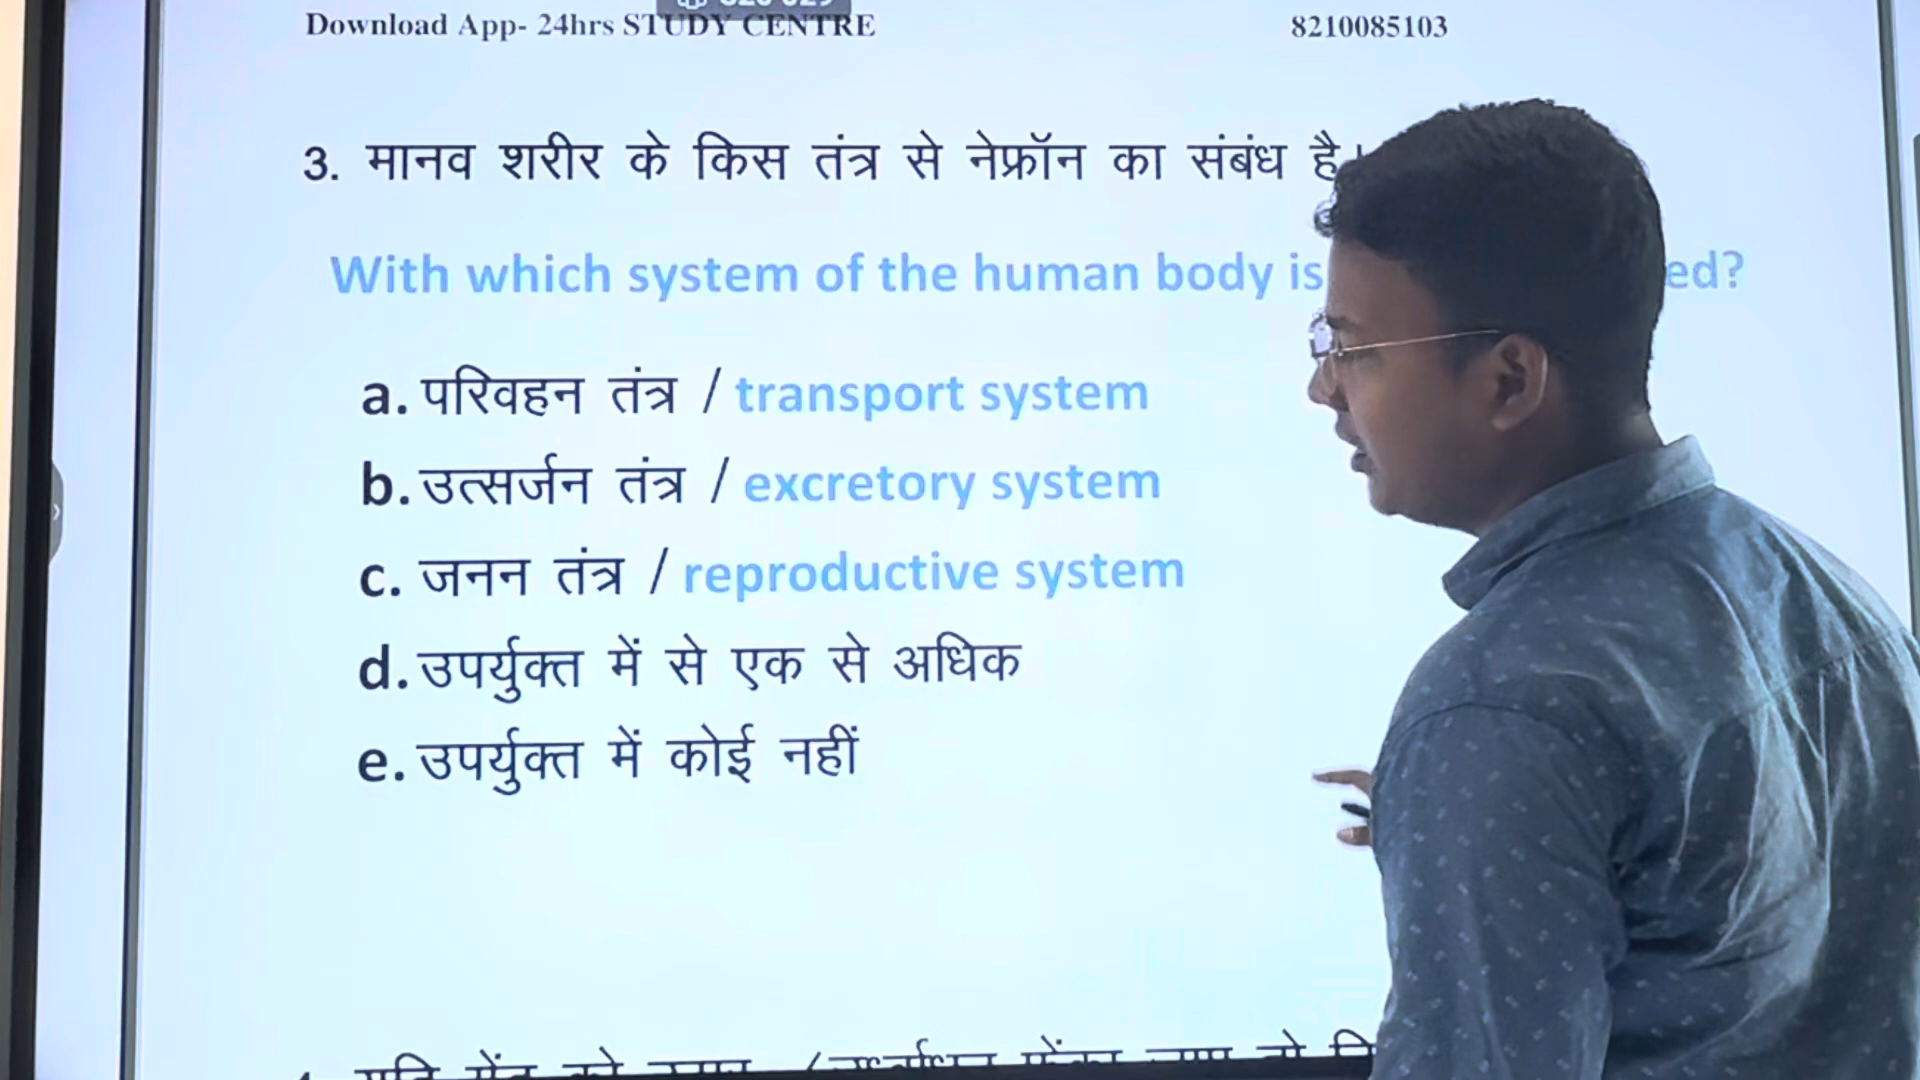 Download App- 24hrs STUDY CENTRE 8210085103
3. मानव शरीर के किस तंत्र से नेफ्रॉन का संबंध है।
With which system of the human body is ed?
a. परिवहन तंत्र / transport system
b. उत्सर्जन तंत्र / excretory system
c. जनन तंत्र / reproductive system
d. उपर्युक्त में से एक से अधिक
e. उपर्युक्त में कोई नहीं